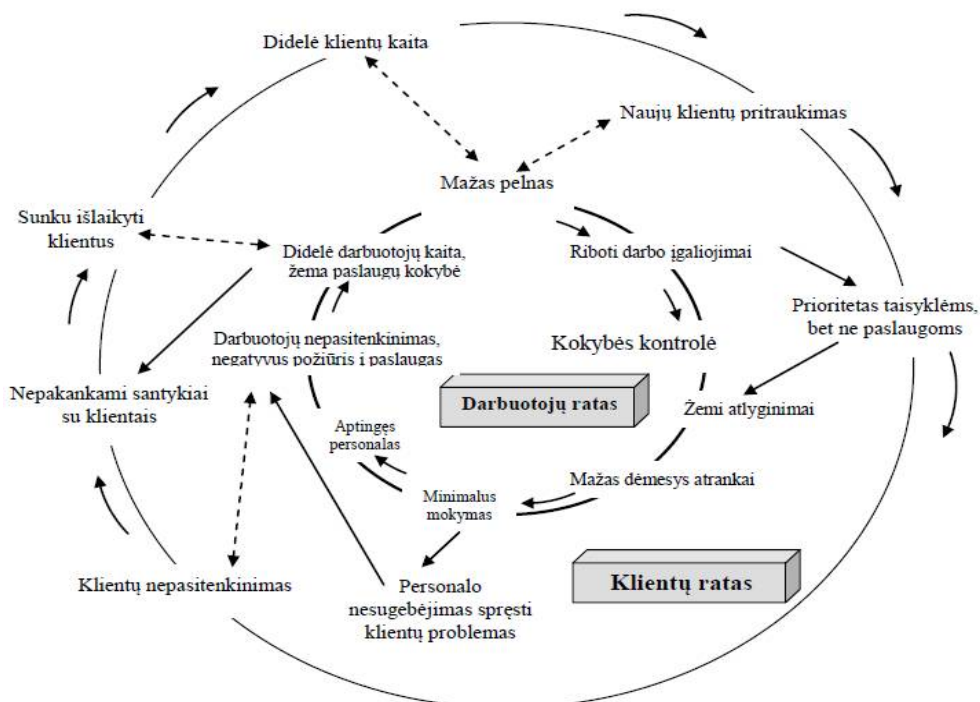 Didelė klientų kaita
Naujų klientų pritraukimas
Mažas pelnas
Sunku išlaikyti
klientus
Didelė darbuotojų kaita,
žema paslaugų kokybė
Riboti darbo įgaliojimai
Prioritetas taisyklėms,
bet ne paslaugoms
Darbuotojų nepasitenkinimas,
negatyvus požiūris i paslaugas
Kokybės kontrolė
Nepakankami santykiai
su klientais
Darbuotojų ratas
Žemi atlyginimai
Aptingęs
personalas
Mažas dėmesys atrankai
Minimalus
mokymas
Klientų nepasitenkinimas
Personalo
nesugebėjimas spręsti
klientų problemas
Klientų ratas